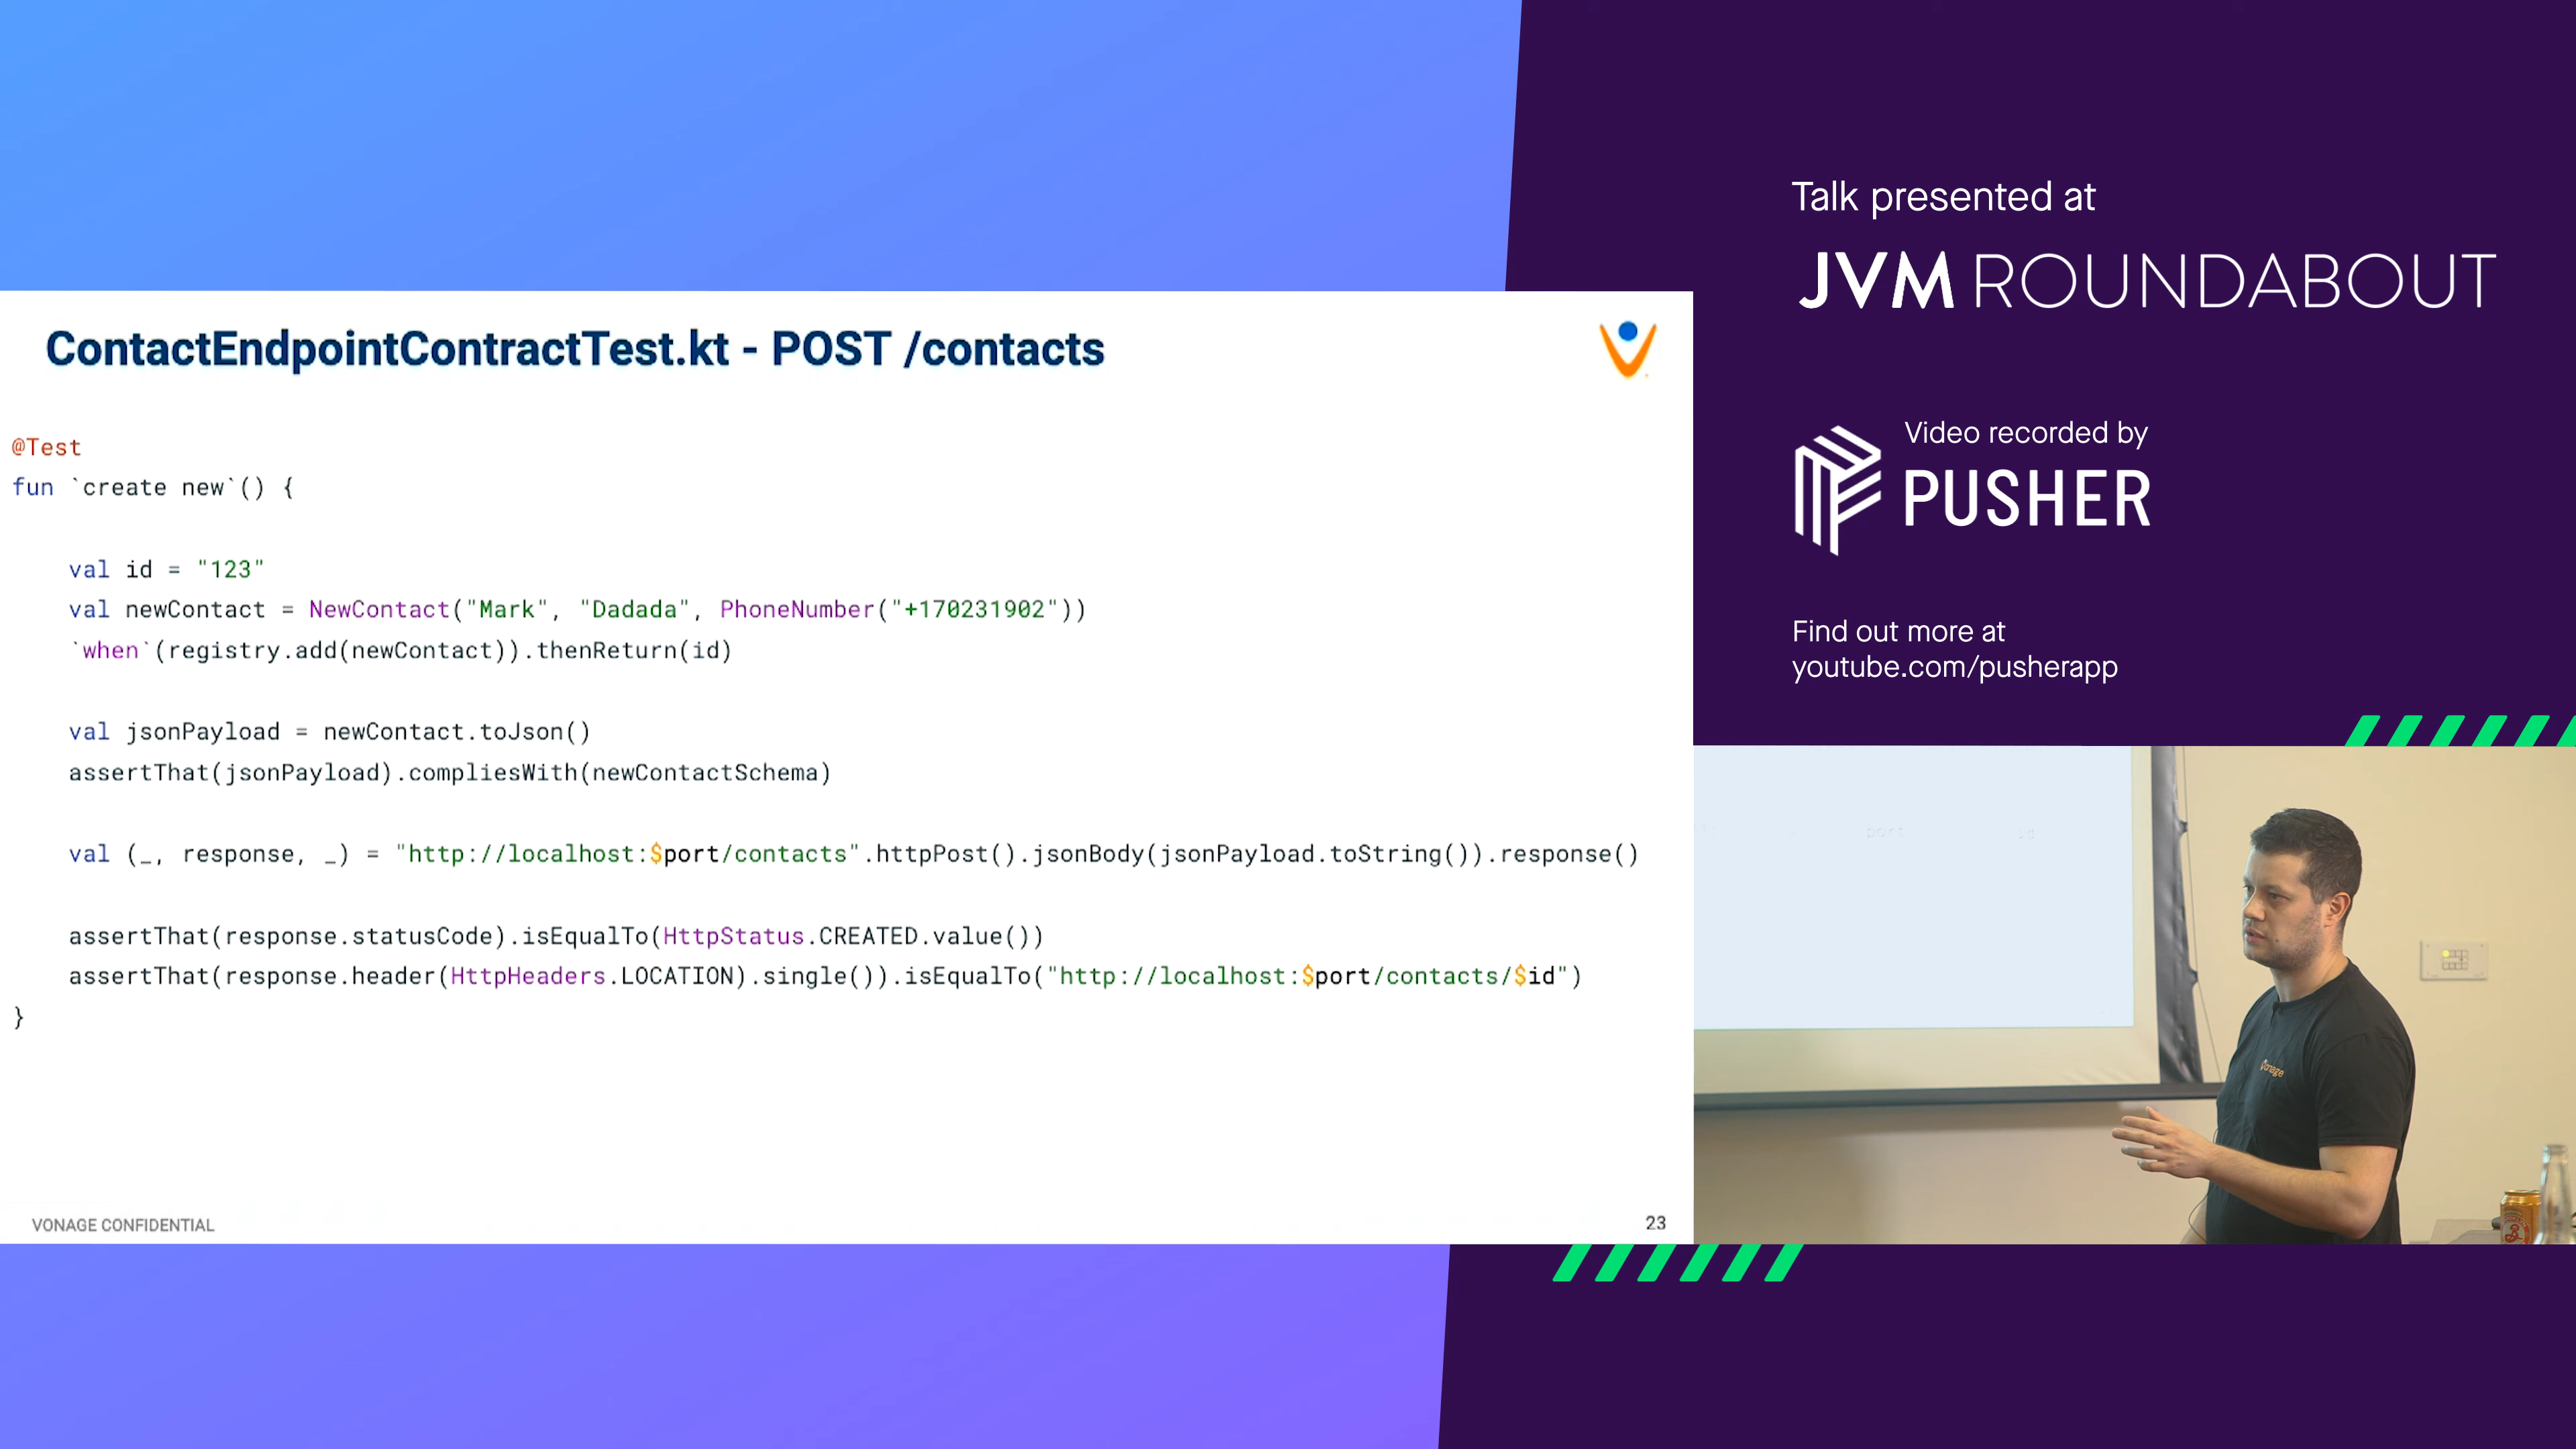 ContactEndpointContractTest.kt - POST /contacts
@Test
fun `create new`() {
val id = "123"
val newContact = NewContact("Mark", "Dadada", PhoneNumber("+170231902"))
`when`(registry.add(newContact)).thenReturn(id)
val jsonPayload = newContact.toJson()
assertThat(jsonPayload).compliesWith(newContactSchema)
val (_, response, _) = "http://localhost:$port/contacts".httpPost().jsonBody(jsonPayload.toString()).response()
assertThat(response.statusCode).isEqualTo(HttpStatus.CREATED.value())
assertThat(response.header(HttpHeaders.LOCATION).single()).isEqualTo("http://localhost:$port/contacts/$id")
}
VONAGE CONFIDENTIAL
23
Talk presented at
JVM ROUNDABOUT
Video recorded by
PUSHER
Find out more at
youtube.com/pusherapp
port
id
Vonage